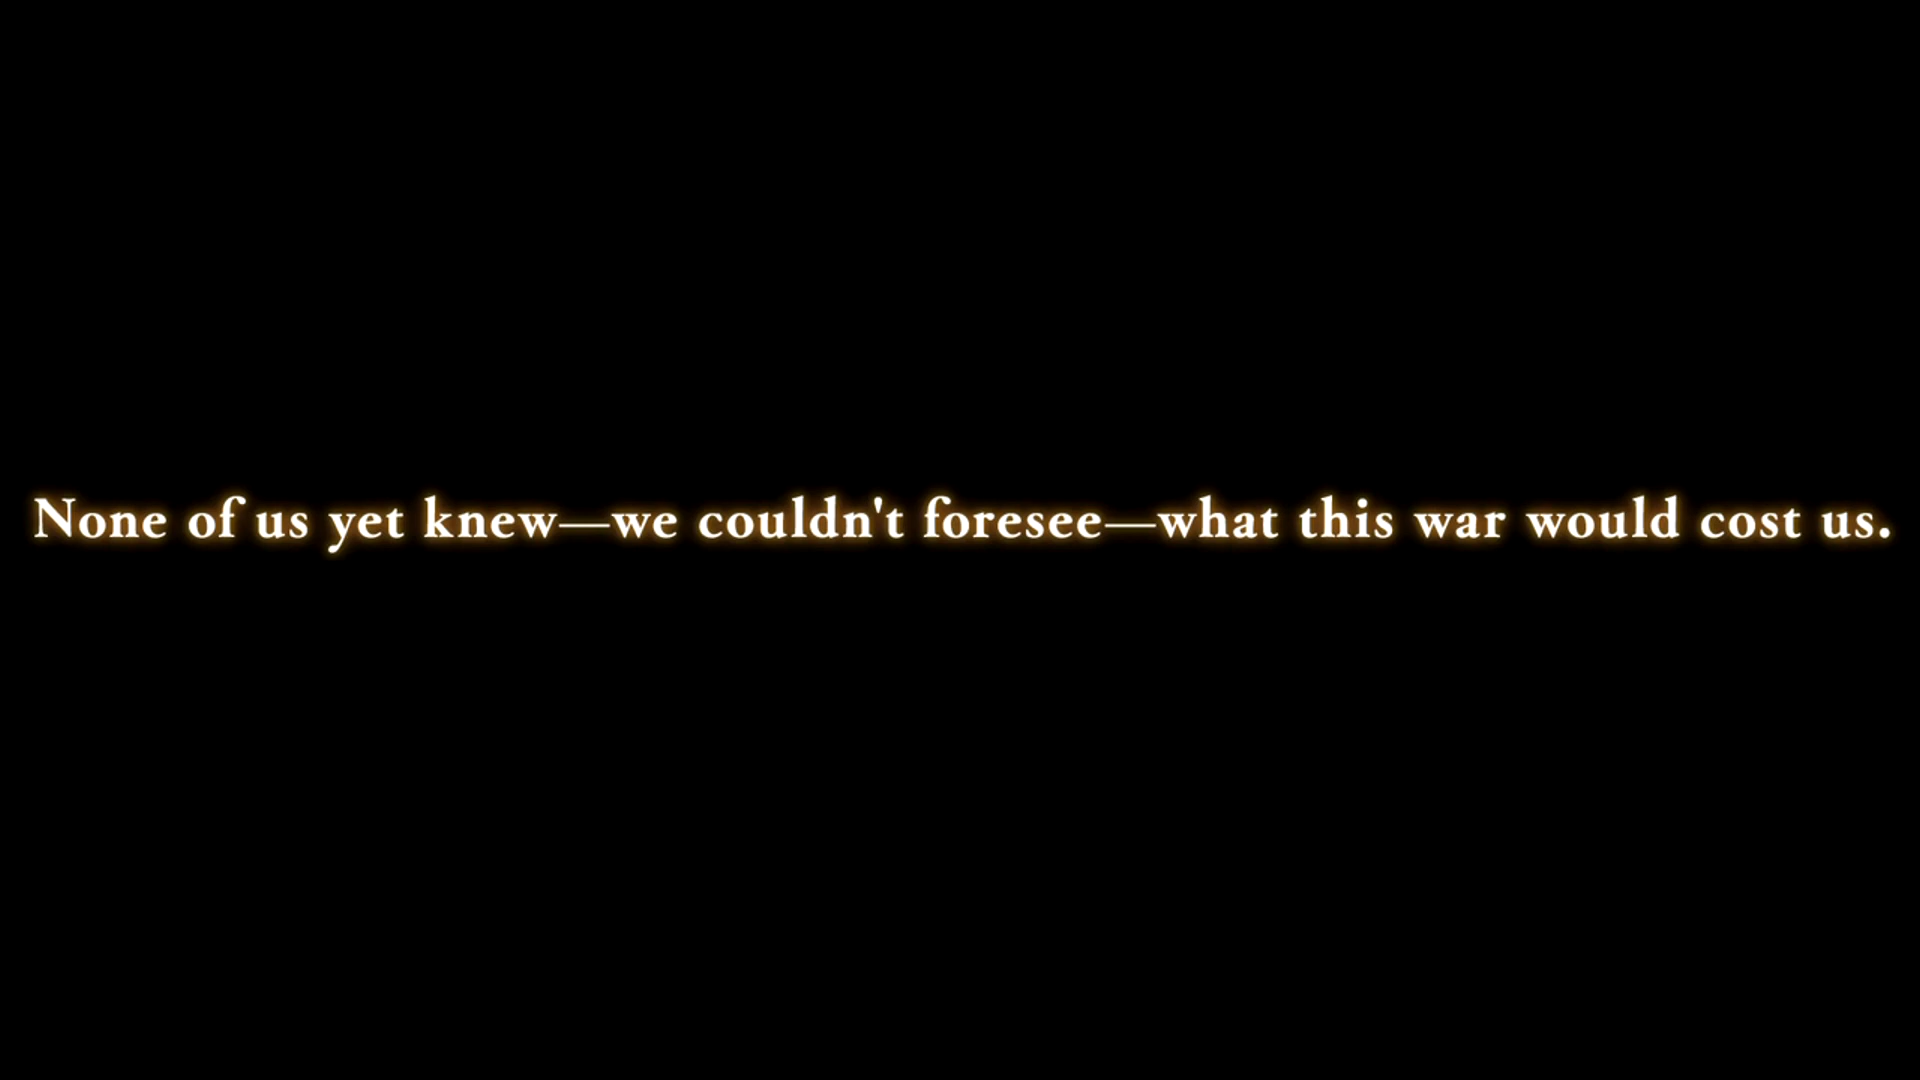 None of us yet knew—we couldn't foresee—what this war would cost us.